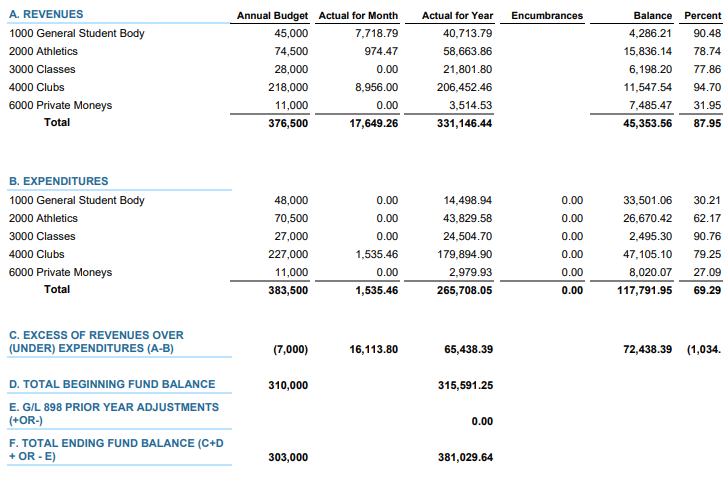 A. REVENUES Annual Budget Actual for Month Actual for Year Encumbrances Balance Percent
1000 General Student Body 45,000 7,718.79 40,713.79 4,286.21 90.48
2000 Athletics 74,500 974.47 58,663.86 15,836.14 78.74
3000 Classes 28,000 0.00 21,801.80 6,198.20 77.86
4000 Clubs 218,000 8,956.00 206,452.46 11,547.54 94.70
6000 Private Moneys 11,000 0.00 3,514.53 7,485.47 31.95
Total 376,500 17,649.26 331,146.44 45,353.56 87.95
B. EXPENDITURES
1000 General Student Body 48,000 0.00 14,498.94 0.00 33,501.06 30.21
2000 Athletics 70,500 0.00 43,829.58 0.00 26,670.42 62.17
3000 Classes 27,000 0.00 24,504.70 0.00 2,495.30 90.76
4000 Clubs 227,000 1,535.46 179,894.90 0.00 47,105.10 79.25
6000 Private Moneys 11,000 0.00 2,979.93 0.00 8,020.07 27.09
Total 383,500 1,535.46 265,708.05 0.00 117,791.95 69.29
C. EXCESS OF REVENUES OVER
(UNDER) EXPENDITURES (A-B) (7,000) 16,113.80 65,438.39 72,438.39 (1,034.
D. TOTAL BEGINNING FUND BALANCE 310,000 315,591.25
E. G/L 898 PRIOR YEAR ADJUSTMENTS
(+OR-) 0.00
F. TOTAL ENDING FUND BALANCE (C+D
+ OR - E) 303,000 381,029.64